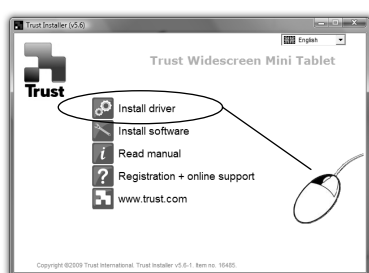 Trust Installer (v5.6)
English
Trust Widescreen Mini Tablet
Trust
Install driver
Install software
Read manual
Registration + online support
www.trust.com
Copyright ©2009 Trust International. Trust Installer v5.6-1. Item no. 16485.